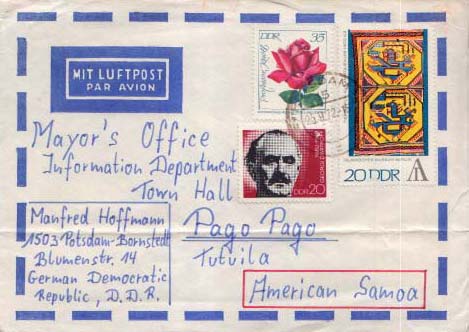 MIT LUFTPOST
PAR AVION
DDR 35
Mayor's Office
Information Department
Town Hall
Pago Pago
Tutuila
American Samoa
Manfred Hoffmann
1503 Potsdam-Bornstedt
Blumenstr. 14
German Democratic
Republic, D.D.R.
DDR 20
20 DDR